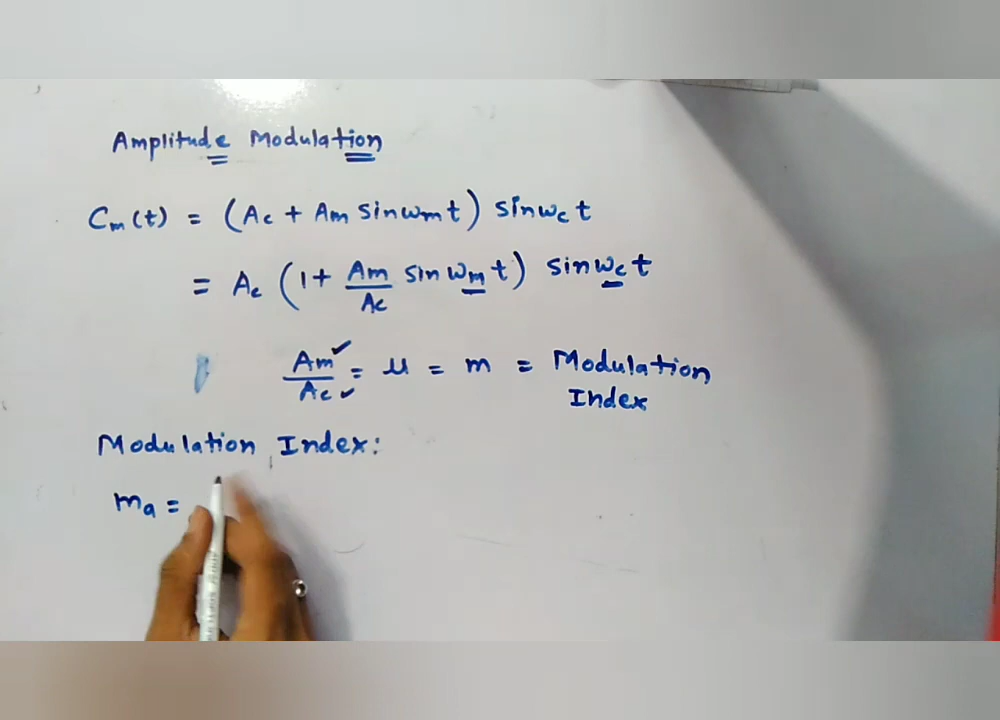 Amplitude Modulation
Cm(t) = (Ac + Am sinωmt) sinωct
= Ac (1 + Am/Ac sin ωmt) sinωct
Am/Ac = μ = m = Modulation Index
Modulation Index:
ma =